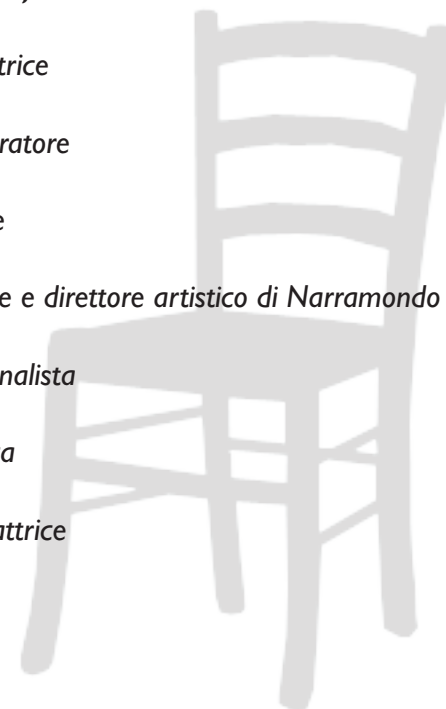 trice
ratore
e
e e direttore artistico di Narramondo
nalista
a
attrice